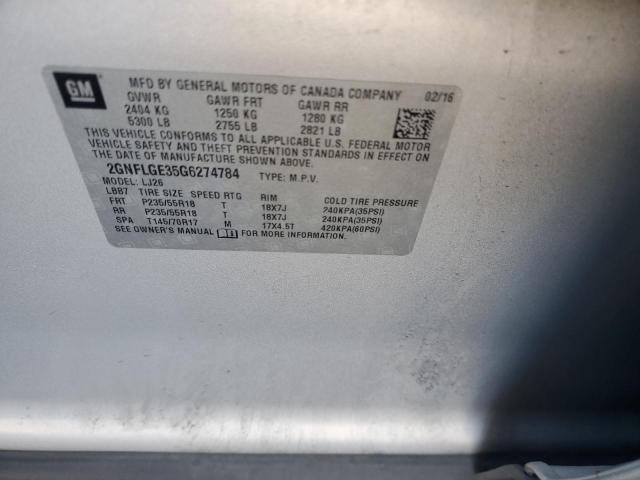 GM
MFD BY GENERAL MOTORS OF CANADA COMPANY 02/16
GVWR GAWR FRT GAWR RR
2404 KG 1250 KG 1280 KG
5300 LB 2755 LB 2821 LB
THIS VEHICLE CONFORMS TO ALL APPLICABLE U.S. FEDERAL MOTOR
VEHICLE SAFETY AND THEFT PREVENTION STANDARDS IN EFFECT
ON THE DATE OF MANUFACTURE SHOWN ABOVE.
2GNFLGE35G6274784 TYPE: M.P.V.
MODEL: LJ26
LBB7 TIRE SIZE SPEED RTG RIM COLD TIRE PRESSURE
FRT P235/55R18 T 18X7J 240KPA(35PSI)
RR P235/55R18 T 18X7J 240KPA(35PSI)
SPA T145/70R17 M 17X4.5T 420KPA(60PSI)
SEE OWNER'S MANUAL FOR MORE INFORMATION.